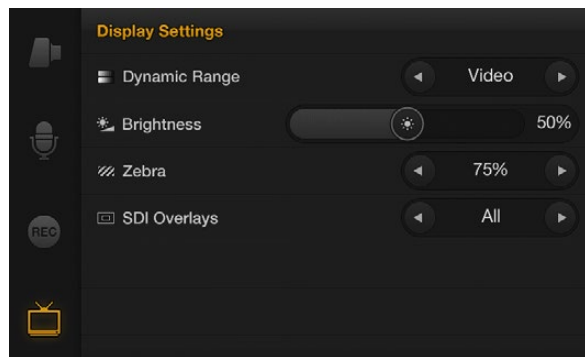 Display Settings
Dynamic Range Video
Brightness 50%
Zebra 75%
SDI Overlays All
REC